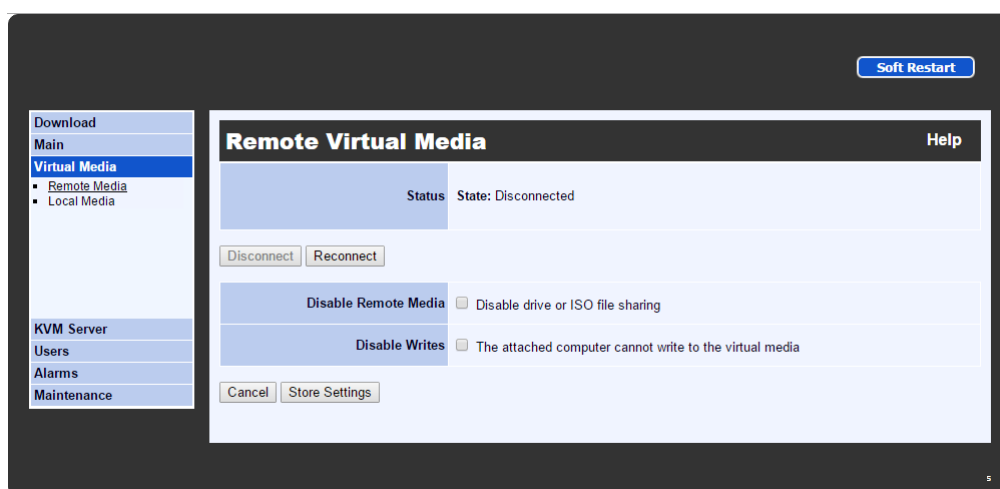 Soft Restart
Download
Main
Virtual Media
Remote Media
Local Media
KVM Server
Users
Alarms
Maintenance
Remote Virtual Media Help
Status State: Disconnected
Disconnect Reconnect
Disable Remote Media Disable drive or ISO file sharing
Disable Writes The attached computer cannot write to the virtual media
Cancel Store Settings
s